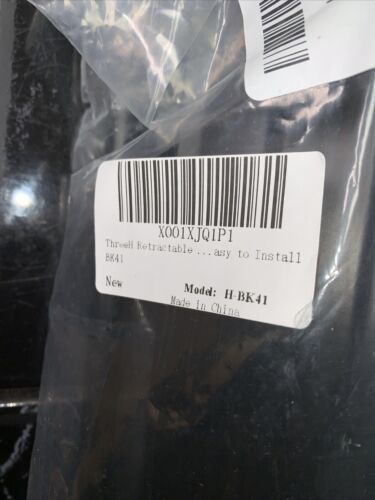 X001XJQ1P1
ThreeH Retractable ...asy to Install
BK41
New
Model: H-BK41
Made in China